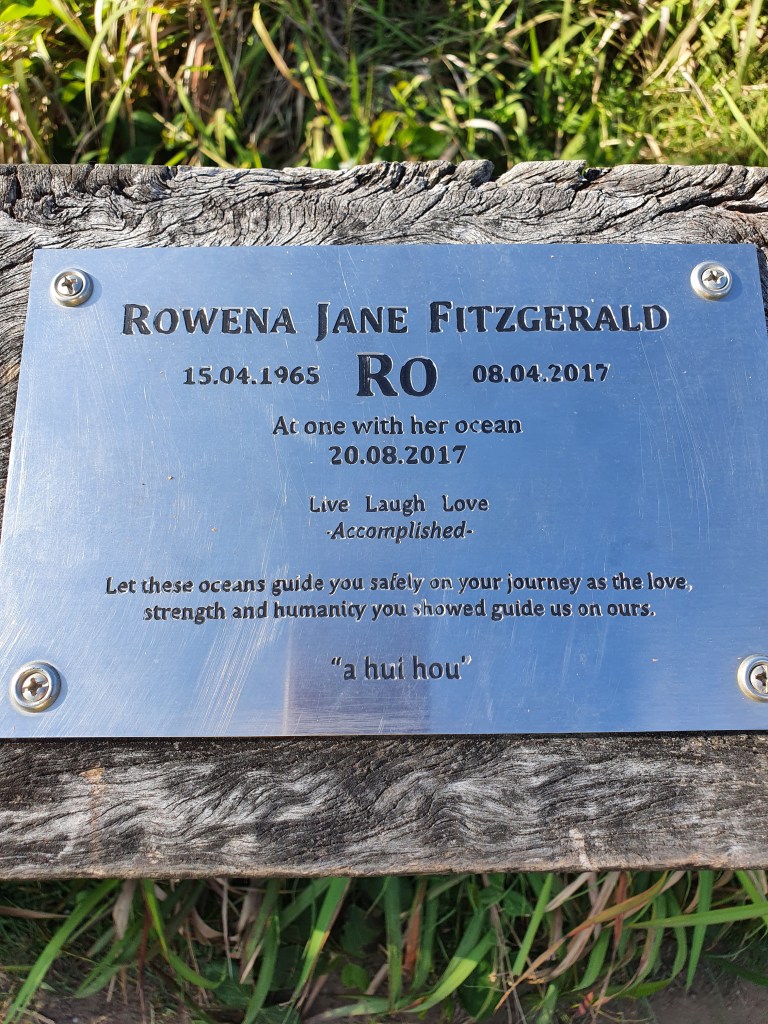 ROWENA JANE FITZGERALD
15.04.1965 RO 08.04.2017
At one with her ocean
20.08.2017
Live Laugh Love
-Accomplished-
Let these oceans guide you safely on your journey as the love,
strength and humanity you showed guide us on ours.
“a hui hou”